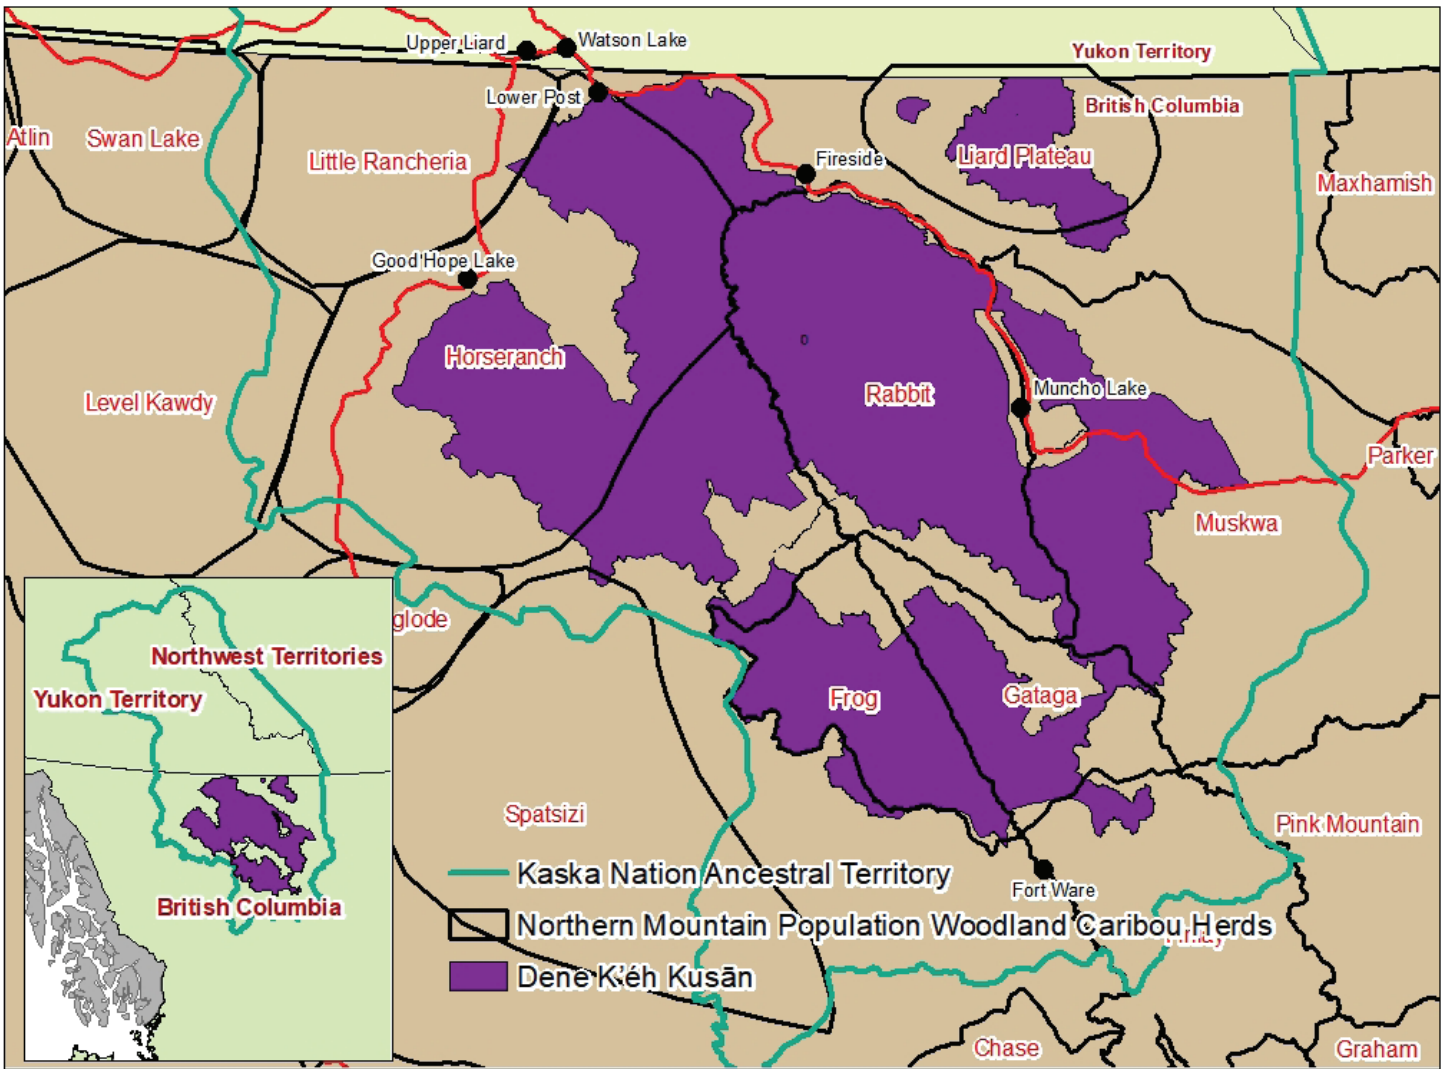 Upper Liard
Watson Lake
Yukon Territory
Lower Post
British Columbia
Atlin
Swan Lake
Little Rancheria
Fireside
Liard Plateau
Maxhamish
Good Hope Lake
Horseranch
Rabbit
Muncho Lake
Level Kawdy
Parker
Muskwa
glode
Northwest Territories
Yukon Territory
Frog
Gataga
Spatsizi
Pink Mountain
Kaska Nation Ancestral Territory
Fort Ware
British Columbia
Northern Mountain Population Woodland Caribou Herds
Dene K'éh Kusān
Chase
Graham